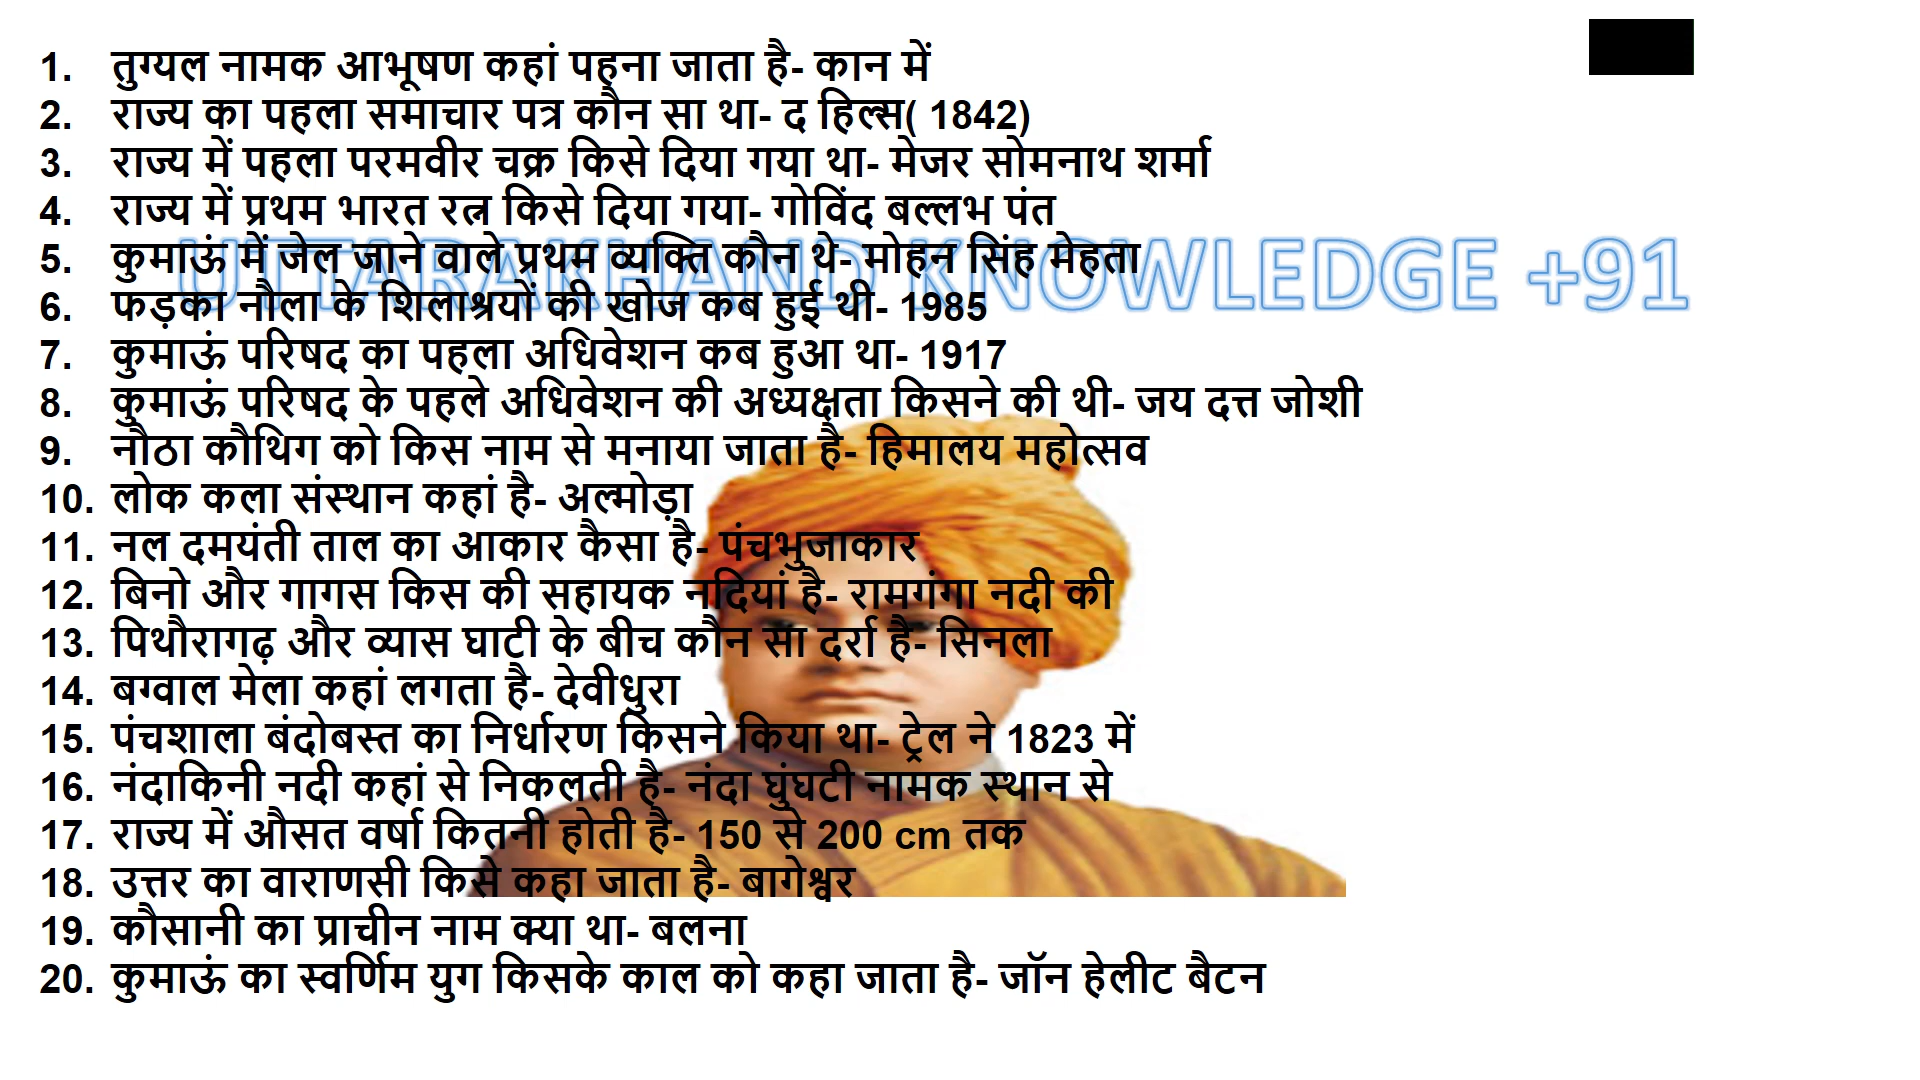 1. तुग्यल नामक आभूषण कहां पहना जाता है- कान में
2. राज्य का पहला समाचार पत्र कौन सा था- द हिल्स( 1842)
3. राज्य में पहला परमवीर चक्र किसे दिया गया था- मेजर सोमनाथ शर्मा
4. राज्य में प्रथम भारत रत्न किसे दिया गया- गोविंद बल्लभ पंत
UTTARAKHAND KNOWLEDGE +91
5. कुमाऊं में जेल जाने वाले प्रथम व्यक्ति कौन थे- मोहन सिंह मेहता
6. फड़का नौला के शिलाश्रयों की खोज कब हुई थी- 1985
7. कुमाऊं परिषद का पहला अधिवेशन कब हुआ था- 1917
8. कुमाऊं परिषद के पहले अधिवेशन की अध्यक्षता किसने की थी- जय दत्त जोशी
9. नौठा कौथिग को किस नाम से मनाया जाता है- हिमालय महोत्सव
10. लोक कला संस्थान कहां है- अल्मोड़ा
11. नल दमयंती ताल का आकार कैसा है- पंचभुजाकार
12. बिनो और गागस किस की सहायक नदियां है- रामगंगा नदी की
13. पिथौरागढ़ और व्यास घाटी के बीच कौन सा दर्रा है- सिनला
14. बग्वाल मेला कहां लगता है- देवीधुरा
15. पंचशाला बंदोबस्त का निर्धारण किसने किया था- ट्रेल ने 1823 में
16. नंदाकिनी नदी कहां से निकलती है- नंदा घुंघटी नामक स्थान से
17. राज्य में औसत वर्षा कितनी होती है- 150 से 200 cm तक
18. उत्तर का वाराणसी किसे कहा जाता है- बागेश्वर
19. कौसानी का प्राचीन नाम क्या था- बलना
20. कुमाऊं का स्वर्णिम युग किसके काल को कहा जाता है- जॉन हेलीट बैटन